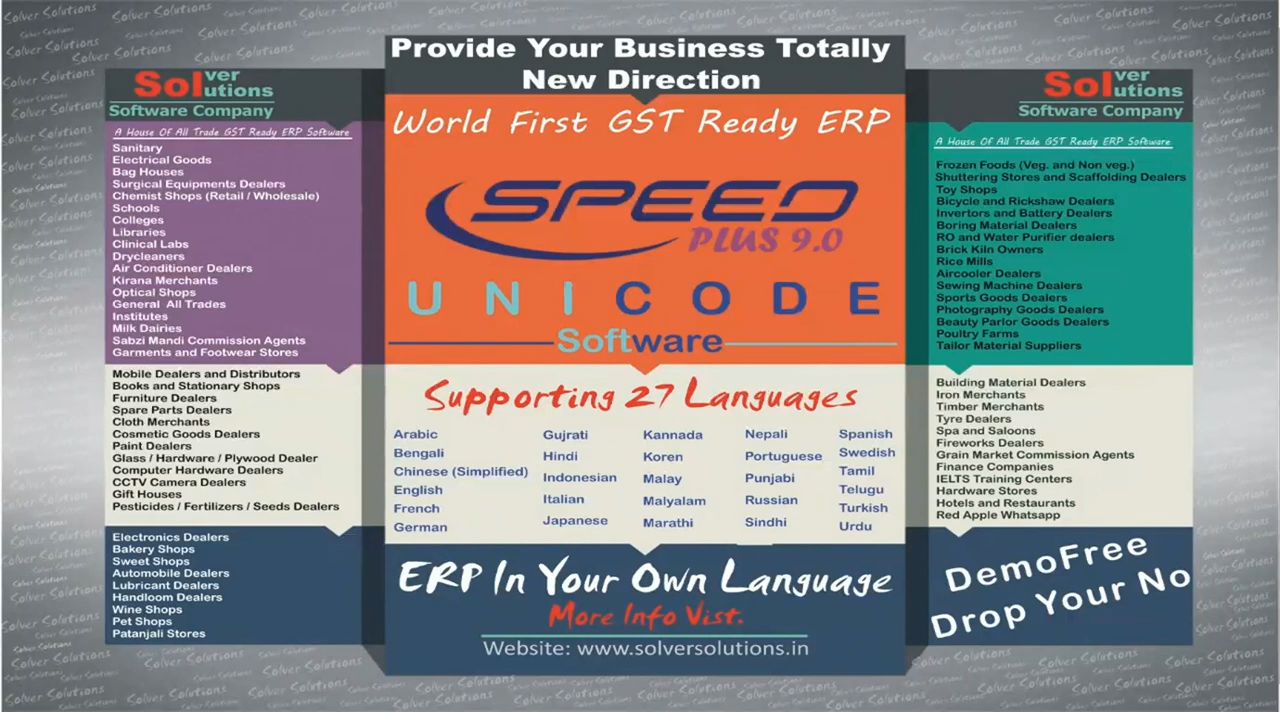 Solver
Solutions
Software Company
A House Of All Trade GST Ready ERP Software
Sanitary
Electrical Goods
Bag Houses
Surgical Equipments Dealers
Chemist Shops (Retail / Wholesale)
Schools
Colleges
Libraries
Clinical Labs
Drycleaners
Air Conditioner Dealers
Kirana Merchants
Optical Shops
General All Trades
Institutes
Milk Dairies
Sabzi Mandi Commission Agents
Garments and Footwear Stores
Mobile Dealers and Distributors
Books and Stationary Shops
Furniture Dealers
Spare Parts Dealers
Cloth Merchants
Cosmetic Goods Dealers
Paint Dealers
Glass / Hardware / Plywood Dealer
Computer Hardware Dealers
CCTV Camera Dealers
Gift Houses
Pesticides / Fertilizers / Seeds Dealers
Electronics Dealers
Bakery Shops
Sweet Shops
Automobile Dealers
Lubricant Dealers
Handloom Dealers
Wine Shops
Pet Shops
Patanjali Stores
Provide Your Business Totally
New Direction
World First GST Ready ERP
SPEED
PLUS 9.0
UNICODE
Software
Supporting 27 Languages
Arabic
Bengali
Chinese (Simplified)
English
French
German
Gujrati
Hindi
Indonesian
Italian
Japanese
Kannada
Koren
Malay
Malyalam
Marathi
Nepali
Portuguese
Punjabi
Russian
Sindhi
Spanish
Swedish
Tamil
Telugu
Turkish
Urdu
ERP In Your Own Language
More Info Vist.
Website: www.solversolutions.in
Solver
Solutions
Software Company
A House Of All Trade GST Ready ERP Software
Frozen Foods (Veg. and Non veg.)
Shuttering Stores and Scaffolding Dealers
Toy Shops
Bicycle and Rickshaw Dealers
Invertors and Battery Dealers
Boring Material Dealers
RO and Water Purifier dealers
Brick Kiln Owners
Rice Mills
Aircooler Dealers
Sewing Machine Dealers
Sports Goods Dealers
Photography Goods Dealers
Beauty Parlor Goods Dealers
Poultry Farms
Tailor Material Suppliers
Building Material Dealers
Iron Merchants
Timber Merchants
Tyre Dealers
Spa and Saloons
Fireworks Dealers
Grain Market Commission Agents
Finance Companies
IELTS Training Centers
Hardware Stores
Hotels and Restaurants
Red Apple Whatsapp
DemoFree
Drop Your No